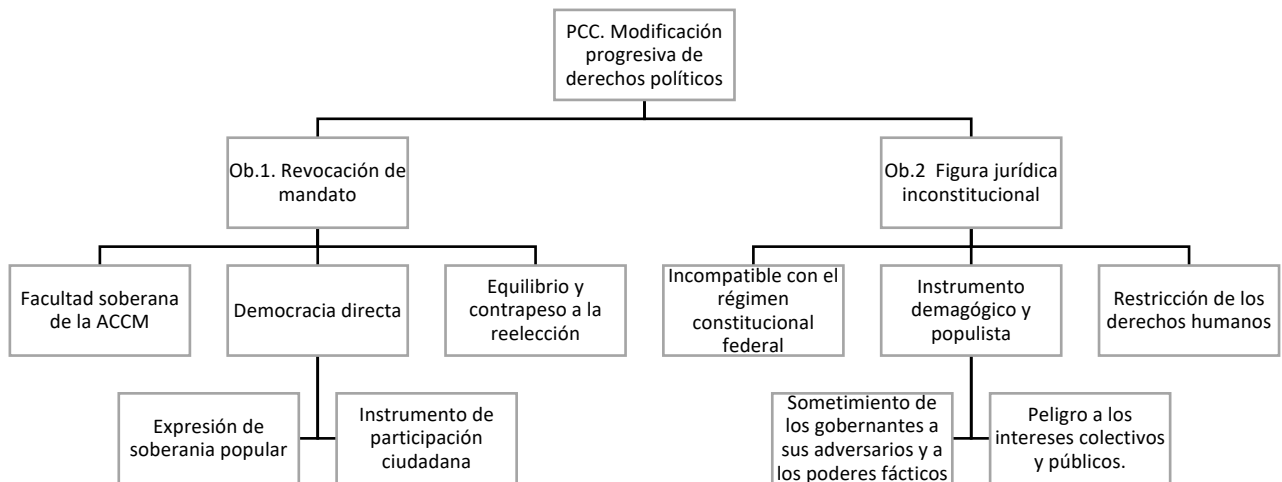 PCC. Modificación
progresiva de
derechos políticos
Ob.1. Revocación de
mandato
Ob.2 Figura jurídica
inconstitucional
Facultad soberana
de la ACCM
Democracia directa
Equilibrio y
contrapeso a la
reelección
Incompatible con el
régimen
constitucional
federal
Instrumento
demagógico y
populista
Restricción de los
derechos humanos
Expresión de
soberania popular
Instrumento de
participación
ciudadana
Sometimiento de
los gobernantes a
sus adversarios y a
los poderes fácticos
Peligro a los
intereses colectivos
y públicos.